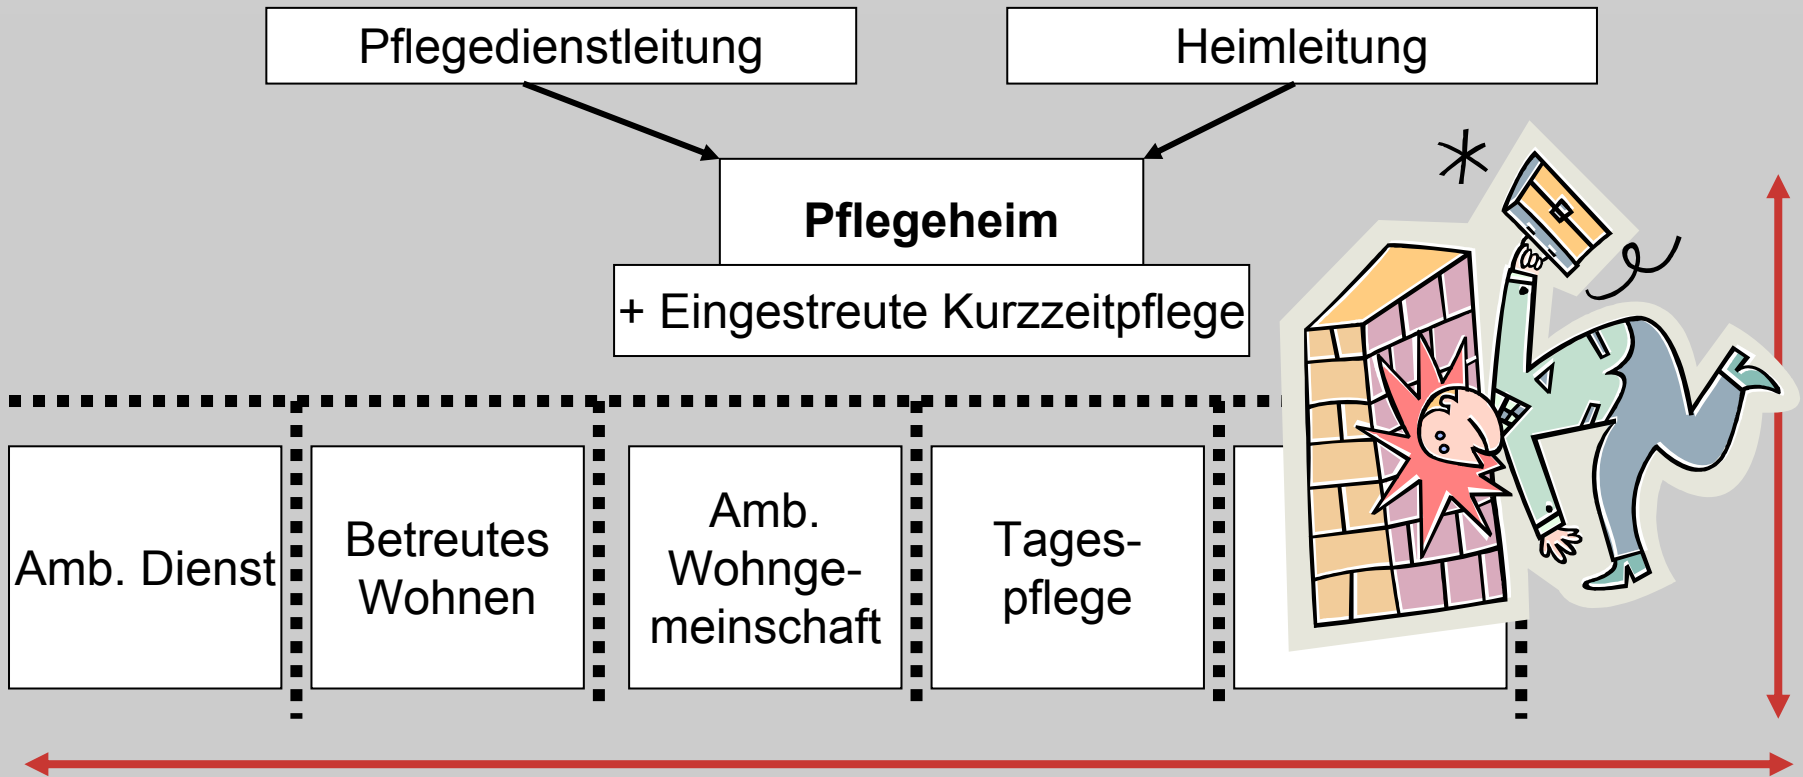 Pflegedienstleitung
Heimleitung
Pflegeheim
+ Eingestreute Kurzzeitpflege
Amb. Dienst
Betreutes
Wohnen
Amb.
Wohnge-
meinschaft
Tages-
pflege